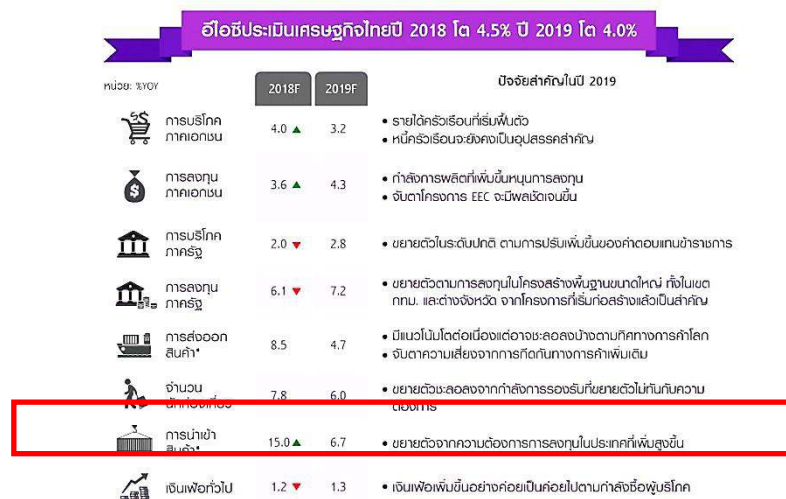 อีไอซีประเมินเศรษฐกิจไทยปี 2018 โต 4.5% ปี 2019 โต 4.0%
หน่วย: %YOY
2018F
2019F
ปัจจัยสำคัญในปี 2019
การบริโภค
ภาคเอกชน
4.0 ▲
3.2
• รายได้ครัวเรือนที่เริ่มฟื้นตัว
• หนี้ครัวเรือนจะยังคงเป็นอุปสรรคสำคัญ
การลงทุน
ภาคเอกชน
3.6 ▲
4.3
• กำลังการผลิตที่เพิ่มขึ้นหนุนการลงทุน
• จับตาโครงการ EEC จะมีผลชัดเจนขึ้น
การบริโภค
ภาครัฐ
2.0 ▼
2.8
• ขยายตัวในระดับปกติ ตามการปรับเพิ่มขึ้นของค่าตอบแทนข้าราชการ
การลงทุน
ภาครัฐ
6.1 ▼
7.2
• ขยายตัวตามการลงทุนในโครงสร้างพื้นฐานขนาดใหญ่ ทั้งในเขต
กทม. และต่างจังหวัด จากโครงการที่เริ่มก่อสร้างแล้วเป็นสำคัญ
การส่งออก
สินค้า*
8.5
4.7
• มีแนวโน้มโตต่อเนื่องแต่อาจชะลอลงบ้างตามทิศทางการค้าโลก
• จับตาความเสี่ยงจากการกีดกันทางการค้าเพิ่มเติม
จำนวน
นักท่องเที่ยว
7.8
6.0
• ขยายตัวชะลอลงจากกำลังการรองรับที่ขยายตัวไม่ทันกับความ
ต้องการ
การนำเข้า
สินค้า*
15.0 ▲
6.7
• ขยายตัวจากความต้องการการลงทุนในประเทศที่เพิ่มสูงขึ้น
เงินเฟ้อทั่วไป
1.2 ▼
1.3
• เงินเฟ้อเพิ่มขึ้นอย่างค่อยเป็นค่อยไปตามกำลังซื้อผู้บริโภค